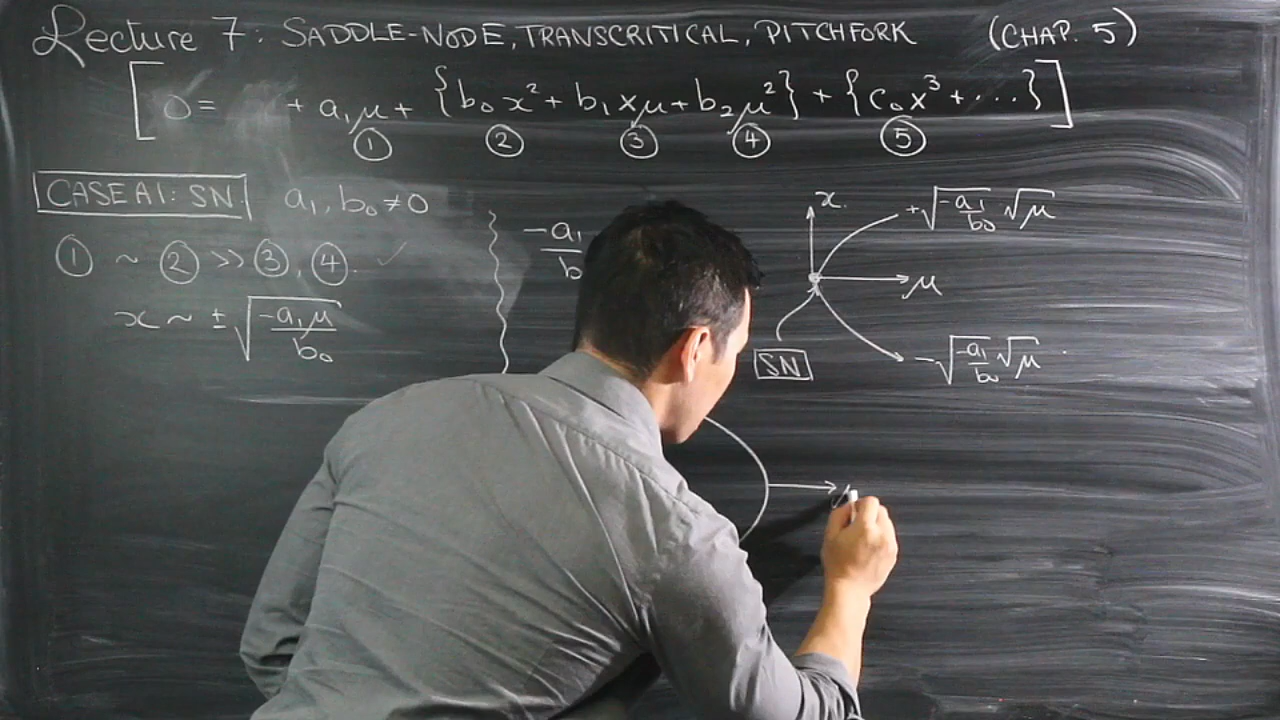 Lecture 7: SADDLE-NODE, TRANSCRITICAL, PITCHFORK (CHAP. 5)
[0 = + a₁μ + {b₀x² + b₁xμ + b₂μ²} + {c₀x³ + ...}]
① ② ③ ④ ⑤
CASE A1: SN. a₁, b₀ ≠ 0
① ~ ② >> ③, ④. ✓
x ~ ± √(-a₁μ/b₀)
-a₁/b
x
+√(-a₁/b₀) √μ
μ
SN
-√(-a₁/b₀) √μ